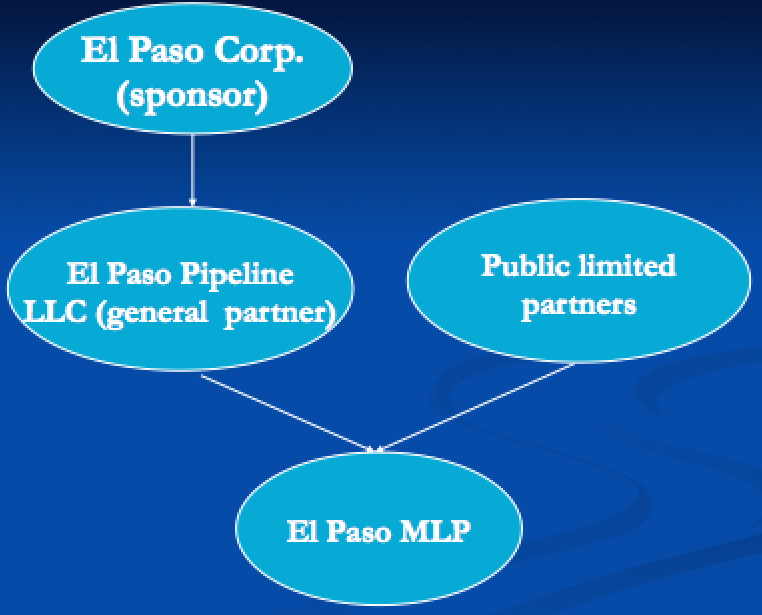 El Paso Corp.
(sponsor)
El Paso Pipeline
LLC (general partner)
Public limited
partners
El Paso MLP